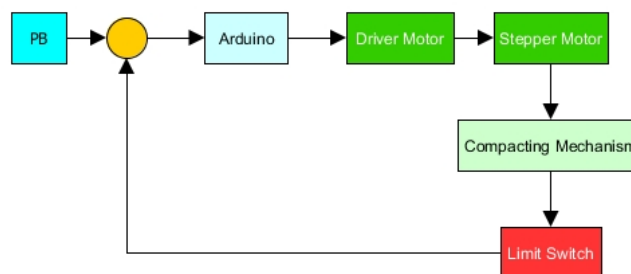 PB
Arduino
Driver Motor
Stepper Motor
Compacting Mechanism
Limit Switch